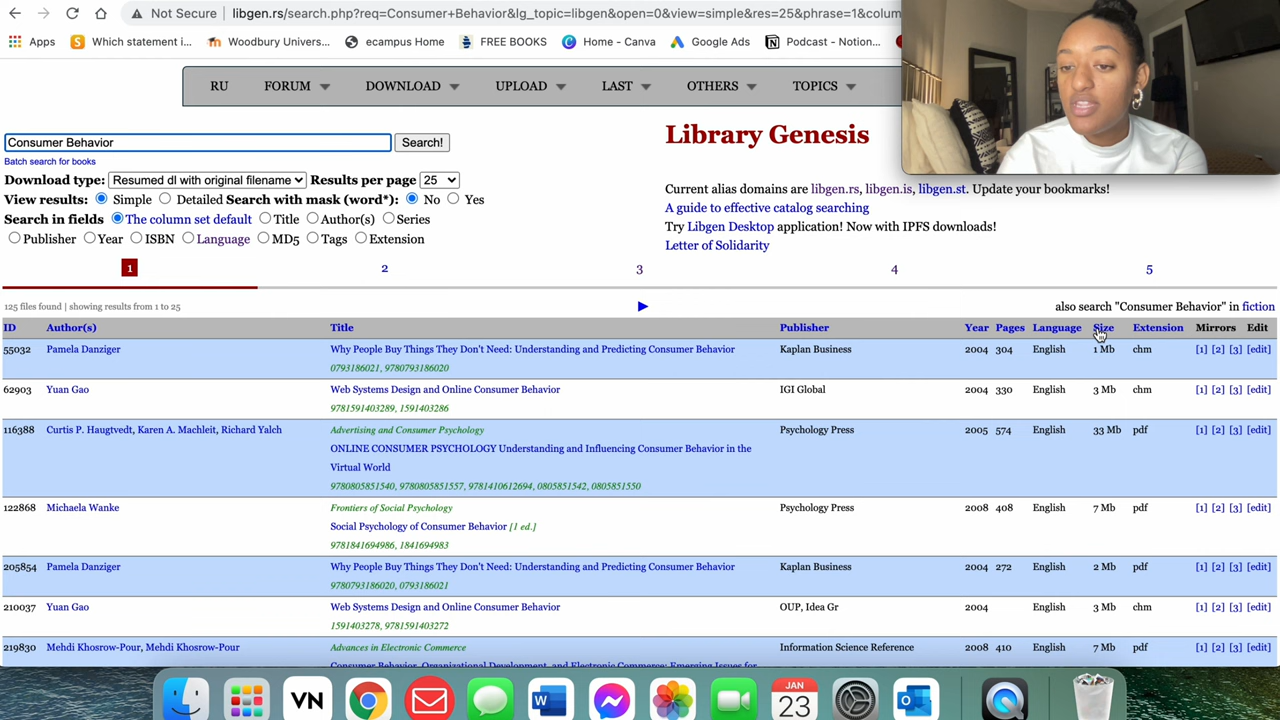 Not Secure | libgen.rs/search.php?req=Consumer+Behavior&lg_topic=libgen&open=0&view=simple&res=25&phrase=1&colum
Apps Which statement i... Woodbury Univers... ecampus Home FREE BOOKS Home - Canva Google Ads Podcast - Notion...
RU FORUM DOWNLOAD UPLOAD LAST OTHERS TOPICS
Consumer Behavior Search!
Batch search for books
Download type: Resumed dl with original filename Results per page 25
View results: Simple Detailed Search with mask (word*): No Yes
Search in fields The column set default Title Author(s) Series
Publisher Year ISBN Language MD5 Tags Extension
Library Genesis
Current alias domains are libgen.rs, libgen.is, libgen.st. Update your bookmarks!
A guide to effective catalog searching
Try Libgen Desktop application! Now with IPFS downloads!
Letter of Solidarity
1 2 3 4 5
125 files found | showing results from 1 to 25 ► also search "Consumer Behavior" in fiction
ID Author(s) Title Publisher Year Pages Language Size Extension Mirrors Edit
55032 Pamela Danziger Why People Buy Things They Don't Need: Understanding and Predicting Consumer Behavior Kaplan Business 2004 304 English 1 Mb chm [1] [2] [3] [edit]
0793186021, 9780793186020
62903 Yuan Gao Web Systems Design and Online Consumer Behavior IGI Global 2004 330 English 3 Mb chm [1] [2] [3] [edit]
9781591403289, 1591403286
116388 Curtis P. Haugtvedt, Karen A. Machleit, Richard Yalch Advertising and Consumer Psychology Psychology Press 2005 574 English 33 Mb pdf [1] [2] [3] [edit]
ONLINE CONSUMER PSYCHOLOGY Understanding and Influencing Consumer Behavior in the
Virtual World
9780805851540, 9780805851557, 9781410612694, 0805851542, 0805851550
122868 Michaela Wanke Frontiers of Social Psychology Psychology Press 2008 408 English 7 Mb pdf [1] [2] [3] [edit]
Social Psychology of Consumer Behavior [1 ed.]
9781841694986, 1841694983
205854 Pamela Danziger Why People Buy Things They Don't Need: Understanding and Predicting Consumer Behavior Kaplan Business 2004 272 English 2 Mb pdf [1] [2] [3] [edit]
9780793186020, 0793186021
210037 Yuan Gao Web Systems Design and Online Consumer Behavior OUP, Idea Gr 2004 English 3 Mb chm [1] [2] [3] [edit]
1591403278, 9781591403272
219830 Mehdi Khosrow-Pour, Mehdi Khosrow-Pour Advances in Electronic Commerce Information Science Reference 2008 410 English 7 Mb pdf [1] [2] [3] [edit]
Consumer Behavior, Organizational Development, and Electronic Commerce: Emerging Issues for
VN
JAN
23